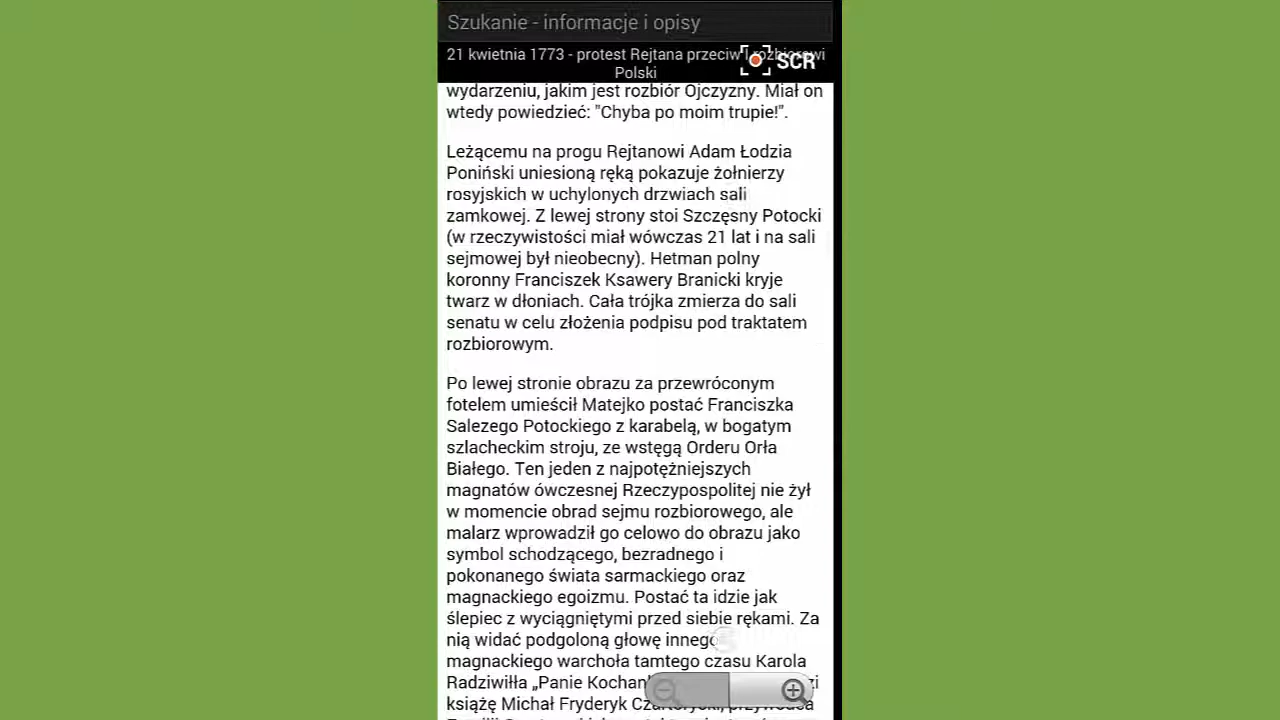 Szukanie - informacje i opisy
21 kwietnia 1773 - protest Rejtana przeciw I rozbiorowi
SCR
Polski
wydarzeniu, jakim jest rozbiór Ojczyzny. Miał on
wtedy powiedzieć: "Chyba po moim trupie!".
Leżącemu na progu Rejtanowi Adam Łodzia
Poniński uniesioną ręką pokazuje żołnierzy
rosyjskich w uchylonych drzwiach sali
zamkowej. Z lewej strony stoi Szczęsny Potocki
(w rzeczywistości miał wówczas 21 lat i na sali
sejmowej był nieobecny). Hetman polny
koronny Franciszek Ksawery Branicki kryje
twarz w dłoniach. Cała trójka zmierza do sali
senatu w celu złożenia podpisu pod traktatem
rozbiorowym.
Po lewej stronie obrazu za przewróconym
fotelem umieścił Matejko postać Franciszka
Salezego Potockiego z karabelą, w bogatym
szlacheckim stroju, ze wstęgą Orderu Orła
Białego. Ten jeden z najpotężniejszych
magnatów ówczesnej Rzeczypospolitej nie żył
w momencie obrad sejmu rozbiorowego, ale
malarz wprowadził go celowo do obrazu jako
symbol schodzącego, bezradnego i
pokonanego świata sarmackiego oraz
magnackiego egoizmu. Postać ta idzie jak
ślepiec z wyciągniętymi przed siebie rękami. Za
nią widać podgoloną głowę innego
magnackiego warchoła tamtego czasu Karola
Radziwiłła „Panie
książę Michał Fryderyk Czartoryski, przywódca